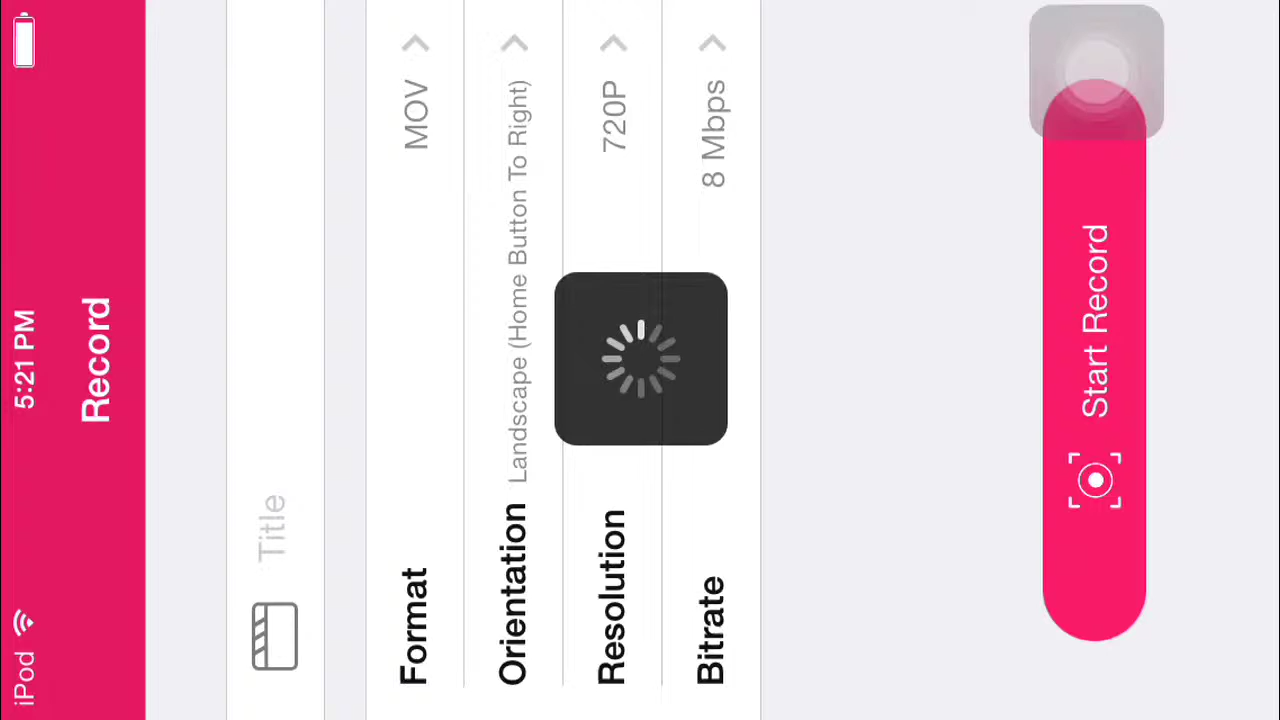 iPod 5:21 PM
Record
Title
Format MOV
Orientation Landscape (Home Button To Right)
Resolution 720P
Bitrate 8 Mbps
Start Record